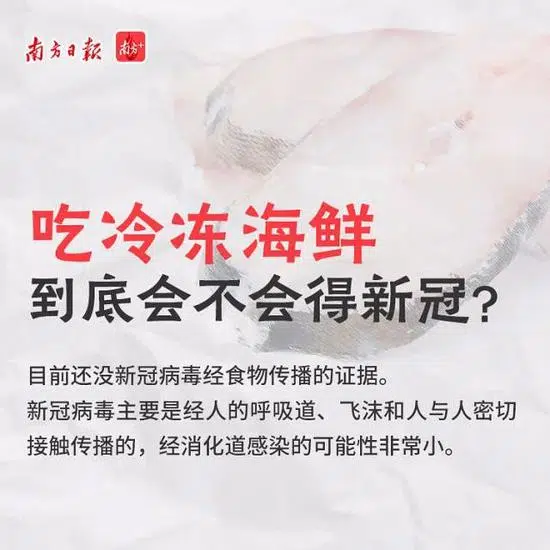 南方日报 南方+
吃冷冻海鲜
到底会不会得新冠?
目前还没新冠病毒经食物传播的证据。
新冠病毒主要是经人的呼吸道、飞沫和人与人密切
接触传播的，经消化道感染的可能性非常小。